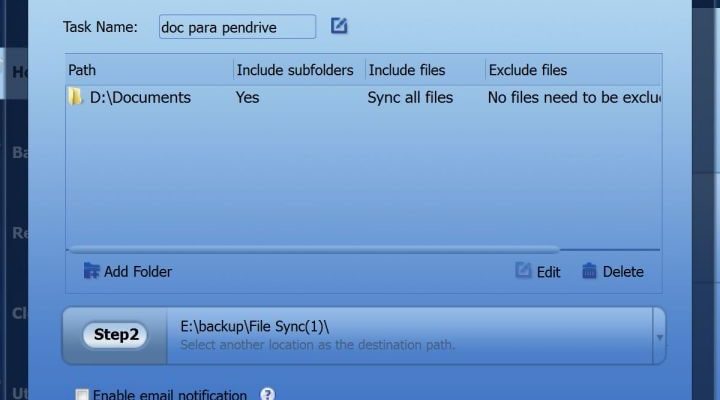 Task Name: doc para pendrive
Path Include subfolders Include files Exclude files
D:\Documents Yes Sync all files No files need to be exclu
Add Folder Edit Delete
Step2
E:\backup\File Sync(1)\
Select another location as the destination path.
Enable email notification ?
Ho
Ba
Re
Cl
Ut